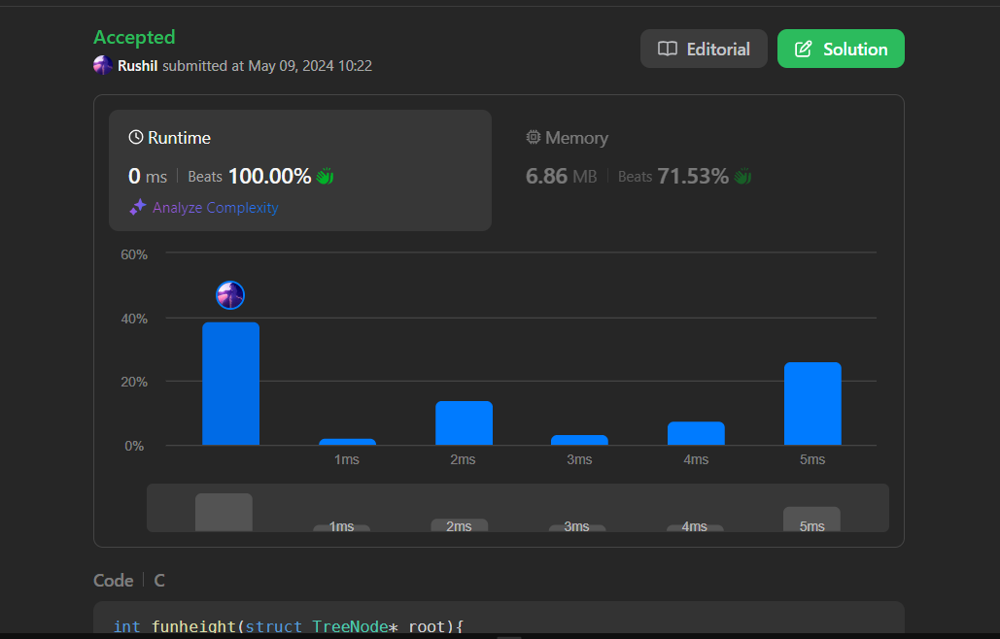 Accepted
Rushil submitted at May 09, 2024 10:22
Editorial
Solution
Runtime
0 ms Beats 100.00%
Analyze Complexity
Memory
6.86 MB Beats 71.53%
60%
40%
20%
0%
1ms 2ms 3ms 4ms 5ms
1ms 2ms 3ms 4ms 5ms
Code C
int funheight(struct TreeNode* root){